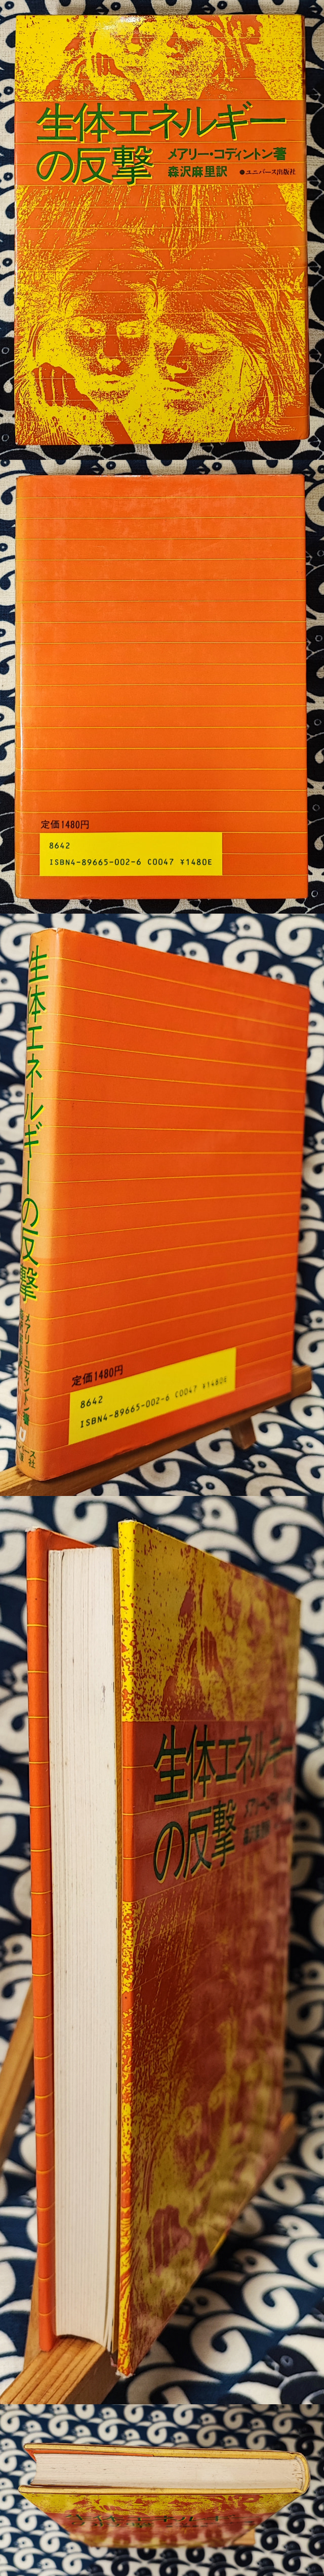 生体エネルギー
の反撃
メアリー・コディントン著
森沢麻里訳
●ユニバース出版社
定価1480円
8642
ISBN4-89665-002-6 C0047 ¥1480E
生体エネルギーの反撃
メアリー・コディントン著
定価1480円
8642
ISBN4-89665-002-6 C0047 ¥1480E
生体エネルギー
の反撃